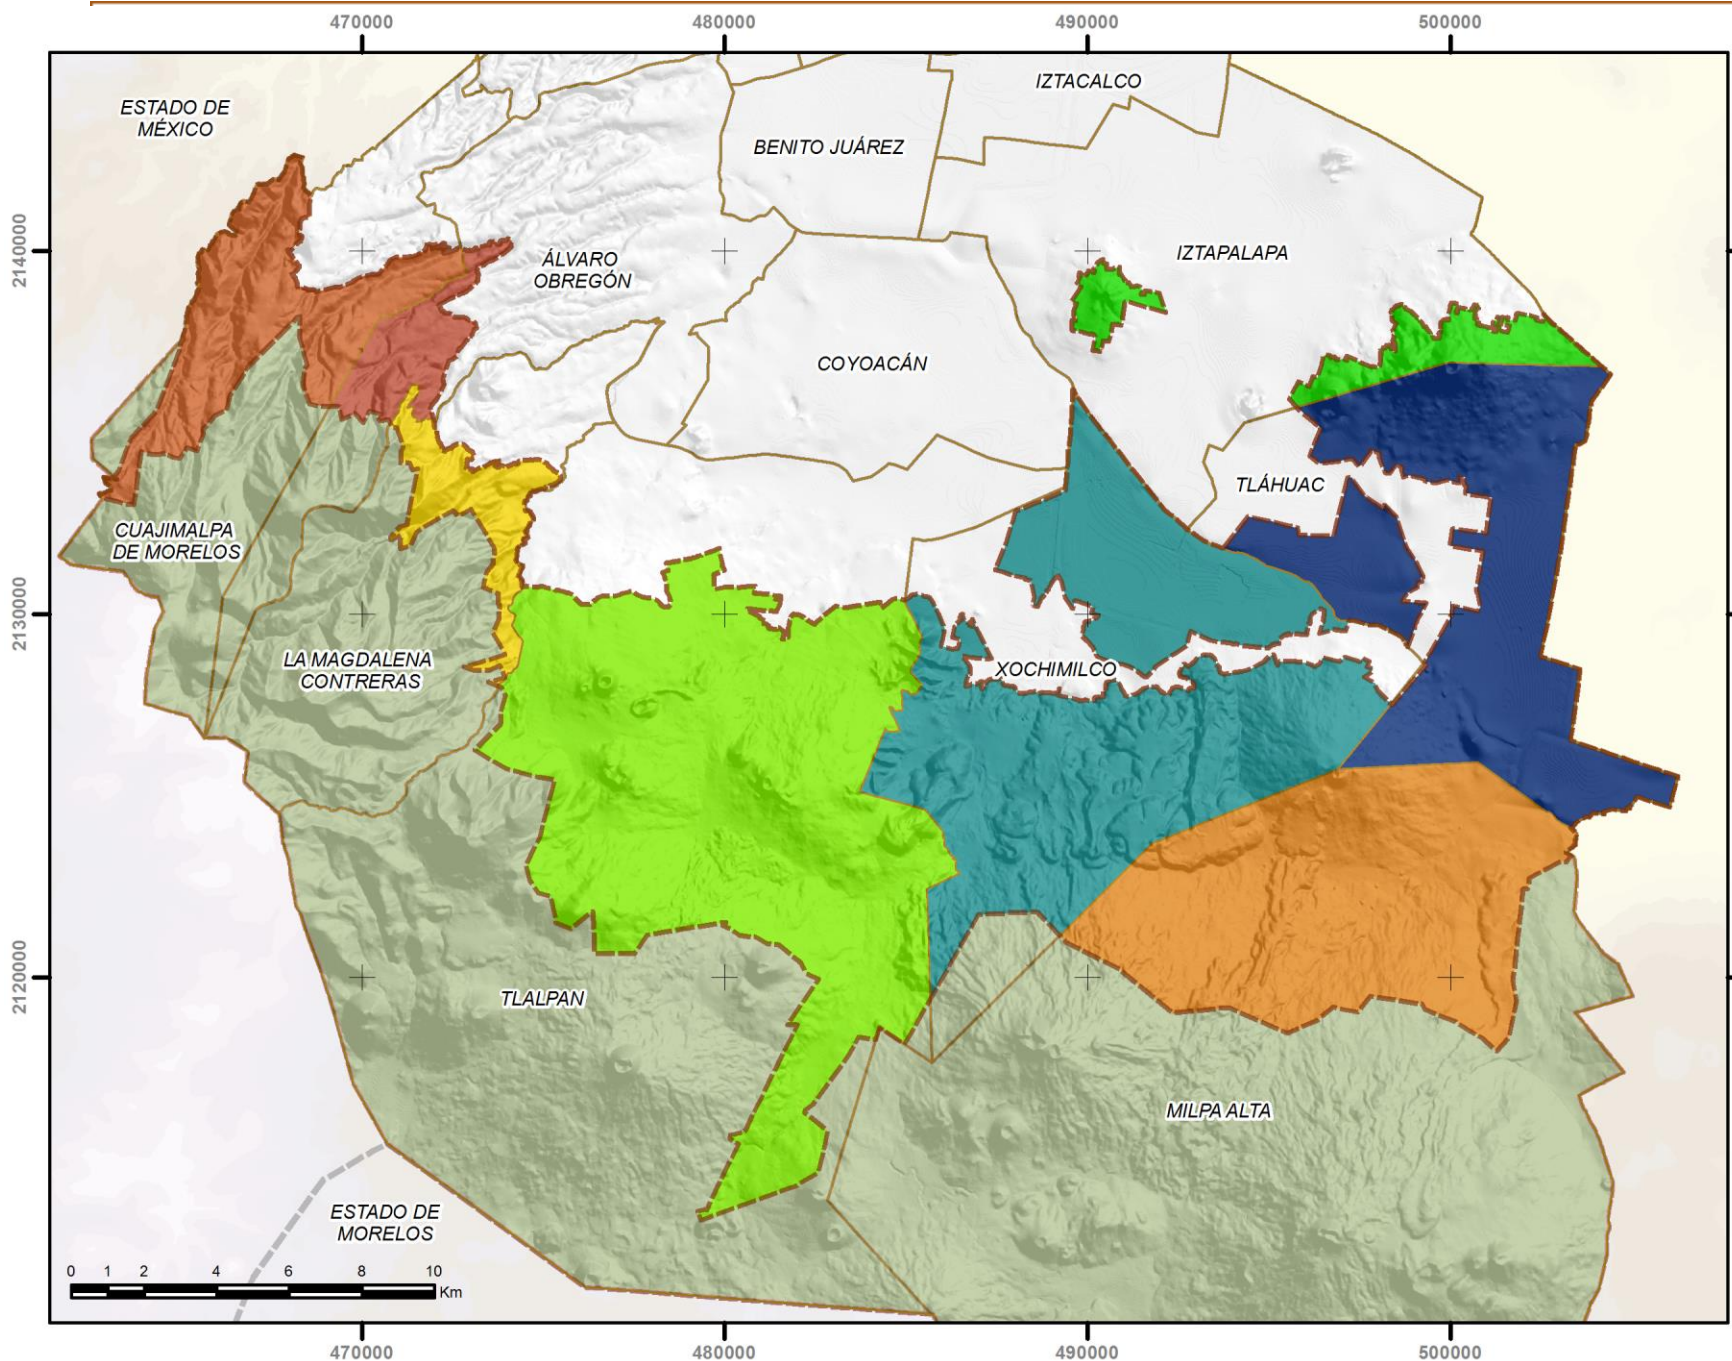 470000
480000
490000
500000
ESTADO DE
MÉXICO
IZTACALCO
BENITO JUÁREZ
2140000
ÁLVARO
OBREGÓN
IZTAPALAPA
COYOACÁN
TLÁHUAC
CUAJIMALPA
DE MORELOS
2130000
LA MAGDALENA
CONTRERAS
XOCHIMILCO
2120000
TLALPAN
MILPA ALTA
ESTADO DE
MORELOS
0 1 2 4 6 8 10
Km
470000
480000
490000
500000